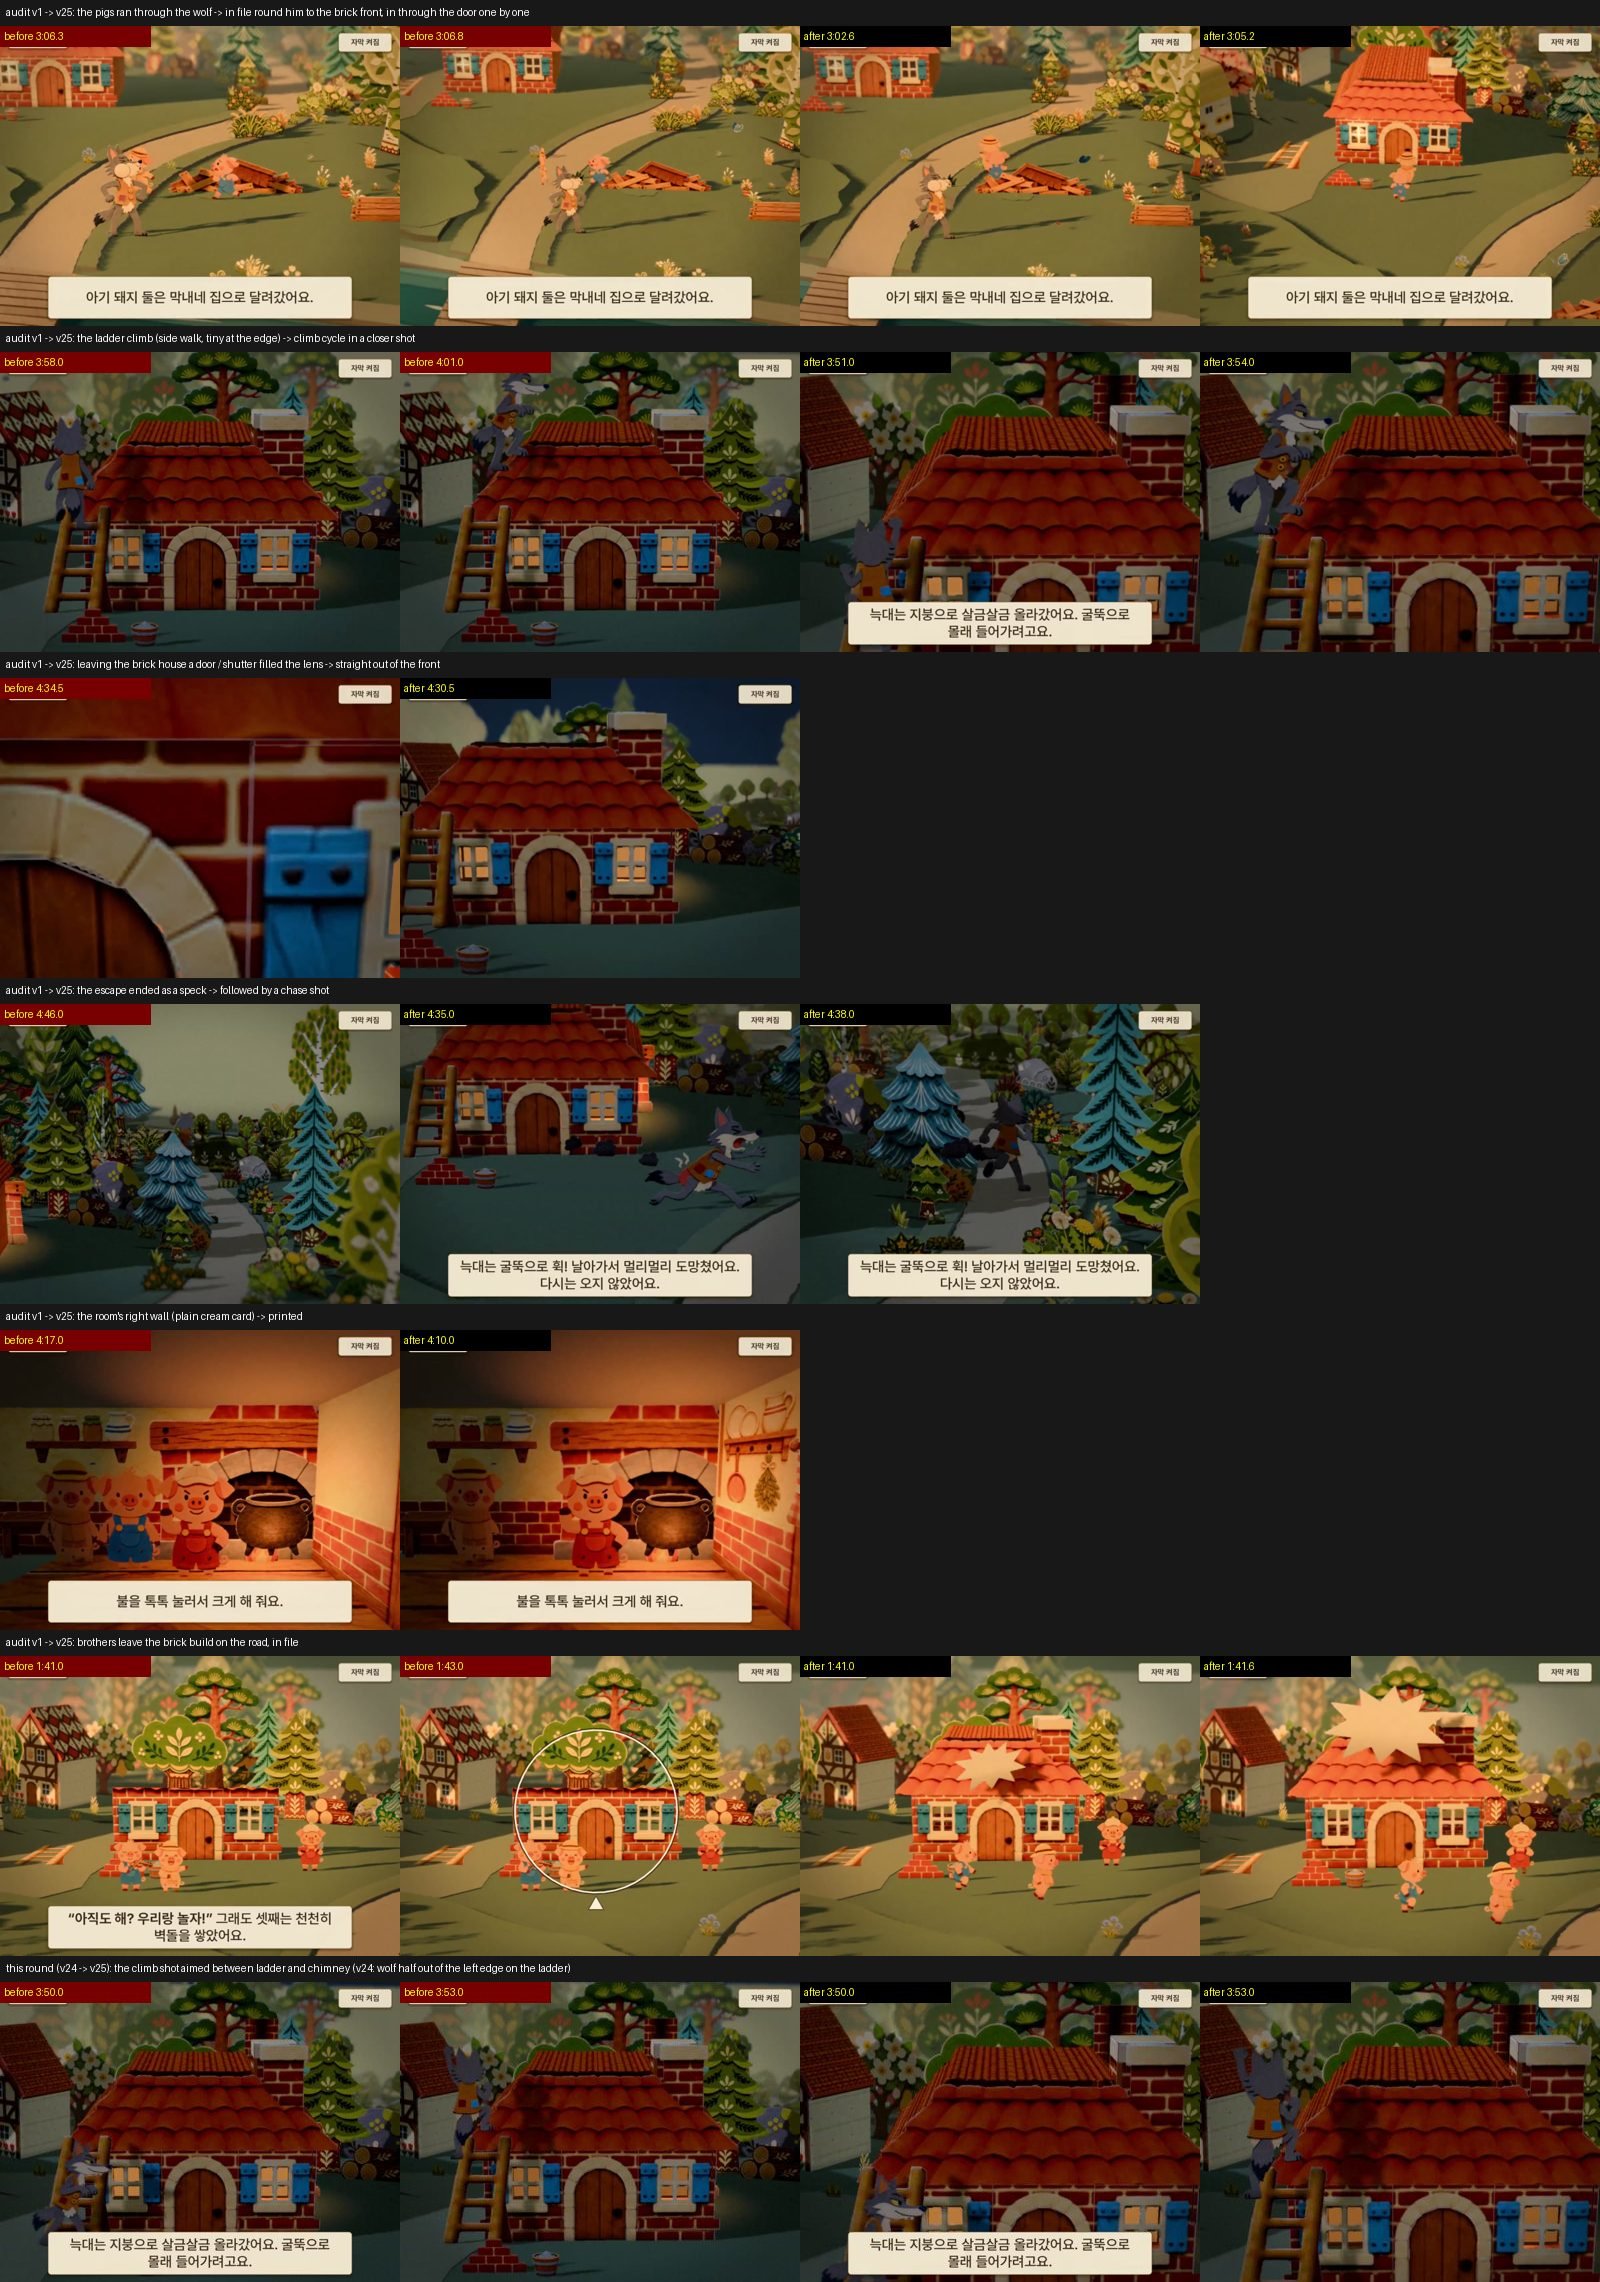 audit v1 -> v25: the pigs ran through the wolf -> in file round him to the brick front, in through the door one by one
before 3:06.3
자막 켜짐
before 3:06.8
자막 켜짐
after 3:02.6
자막 켜짐
after 3:05.2
자막 켜짐
아기 돼지 둘은 막내네 집으로 달려갔어요.
아기 돼지 둘은 막내네 집으로 달려갔어요.
아기 돼지 둘은 막내네 집으로 달려갔어요.
아기 돼지 둘은 막내네 집으로 달려갔어요.
audit v1 -> v25: the ladder climb (side walk, tiny at the edge) -> climb cycle in a closer shot
before 3:58.0
자막 켜짐
before 4:01.0
자막 켜짐
after 3:51.0
자막 켜짐
after 3:54.0
자막 켜짐
늑대는 지붕으로 살금살금 올라갔어요. 굴뚝으로
몰래 들어가려고요.
audit v1 -> v25: leaving the brick house a door / shutter filled the lens -> straight out of the front
before 4:34.5
자막 켜짐
after 4:30.5
자막 켜짐
audit v1 -> v25: the escape ended as a speck -> followed by a chase shot
before 4:46.0
자막 켜짐
after 4:35.0
자막 켜짐
after 4:38.0
자막 켜짐
늑대는 굴뚝으로 휙! 날아가서 멀리멀리 도망쳤어요.
다시는 오지 않았어요.
늑대는 굴뚝으로 휙! 날아가서 멀리멀리 도망쳤어요.
다시는 오지 않았어요.
audit v1 -> v25: the room's right wall (plain cream card) -> printed
before 4:17.0
자막 켜짐
after 4:10.0
자막 켜짐
불을 톡톡 눌러서 크게 해 줘요.
불을 톡톡 눌러서 크게 해 줘요.
audit v1 -> v25: brothers leave the brick build on the road, in file
before 1:41.0
자막 켜짐
before 1:43.0
자막 켜짐
after 1:41.0
자막 켜짐
after 1:41.6
자막 켜짐
“아직도 해? 우리랑 놀자!” 그래도 셋째는 천천히
벽돌을 쌓았어요.
this round (v24 -> v25): the climb shot aimed between ladder and chimney (v24: wolf half out of the left edge on the ladder)
before 3:50.0
자막 켜짐
before 3:53.0
자막 켜짐
after 3:50.0
자막 켜짐
after 3:53.0
자막 켜짐
늑대는 지붕으로 살금살금 올라갔어요. 굴뚝으로
몰래 들어가려고요.
늑대는 지붕으로 살금살금 올라갔어요. 굴뚝으로
몰래 들어가려고요.